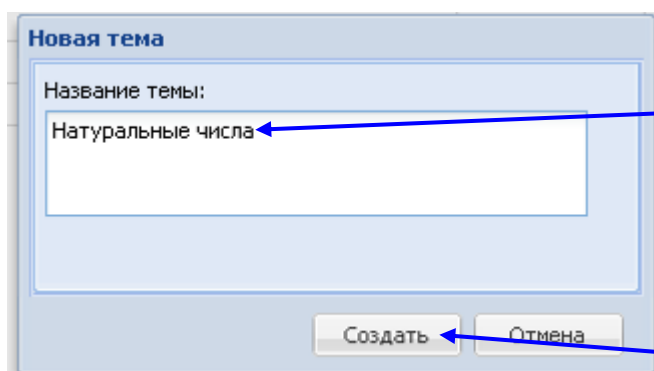 Новая тема
Название темы:
Натуральные числа
Создать Отмена